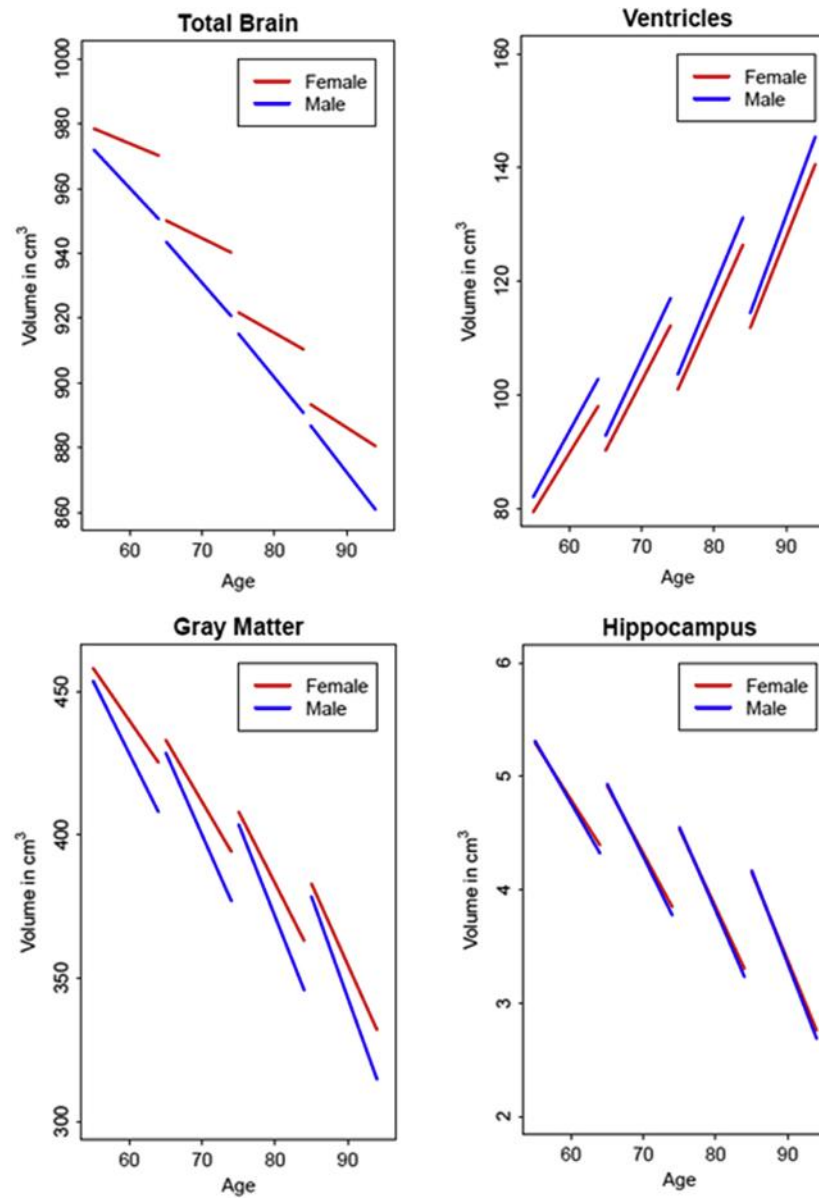 Total Brain
Volume in cm³
1000
980
960
940
920
900
880
860
Female
Male
60 70 80 90
Age
Ventricles
Volume in cm³
160
140
120
100
80
Female
Male
60 70 80 90
Age
Gray Matter
Volume in cm³
450
400
350
300
Female
Male
60 70 80 90
Age
Hippocampus
Volume in cm³
6
5
4
3
2
Female
Male
60 70 80 90
Age